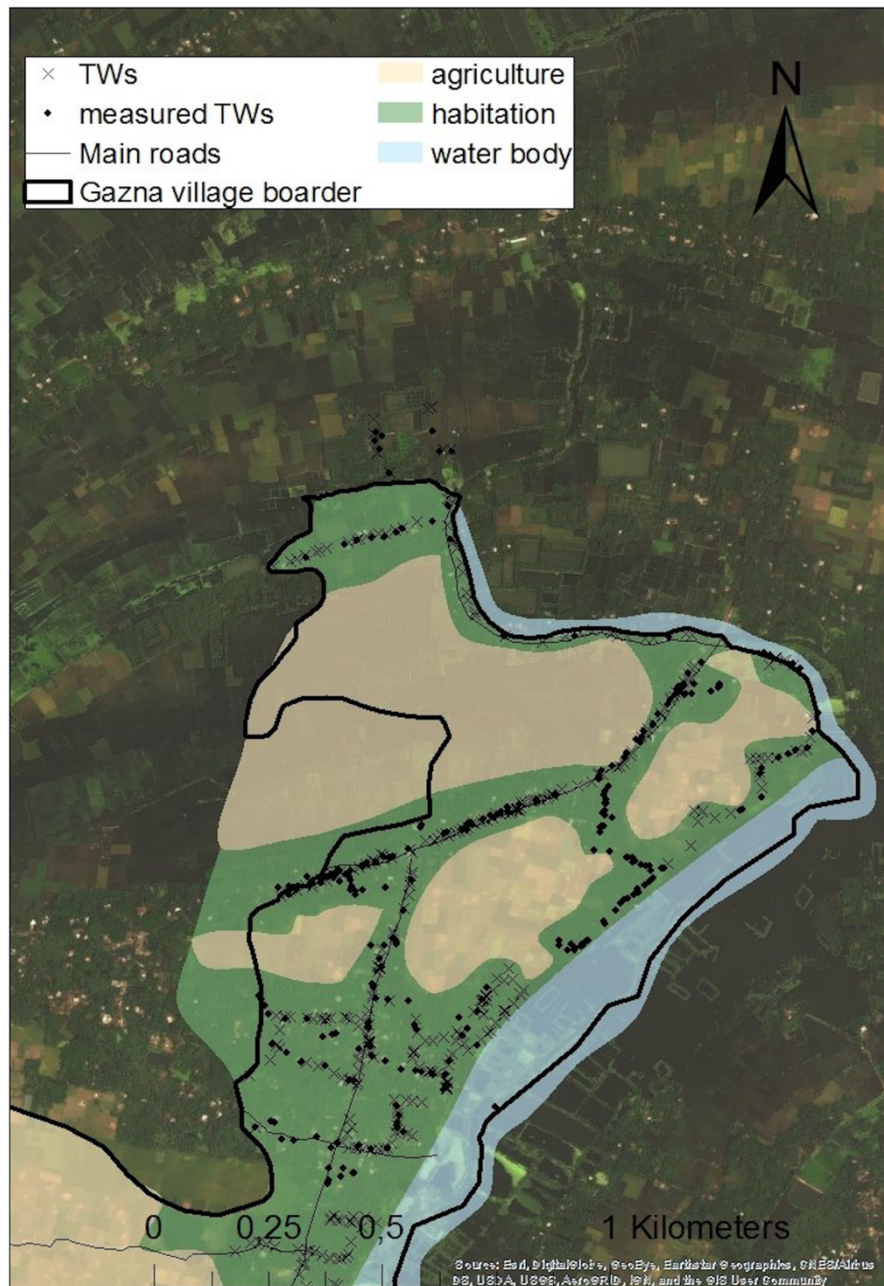 TWs
measured TWs
Main roads
Gazna village boarder
agriculture
habitation
water body
N
0 0,25 0,5 1 Kilometers
Source: Esri, DigitalGlobe, GeoEye, Earthstar Geographics, CNES/Airbus
DS, USDA, USGS, AeroGRID, IGN, and the GIS User Community